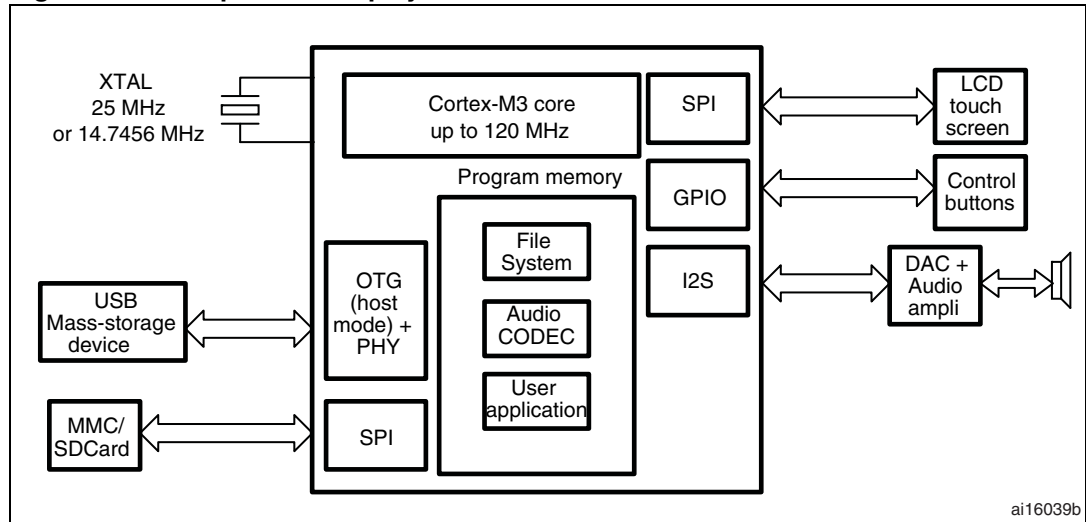 XTAL
25 MHz
or 14.7456 MHz
Cortex-M3 core
up to 120 MHz
SPI
LCD
touch
screen
Program memory
GPIO
Control
buttons
File
System
OTG
(host
mode) +
PHY
I2S
DAC +
Audio
ampli
USB
Mass-storage
device
Audio
CODEC
User
application
MMC/
SDCard
SPI
ai16039b